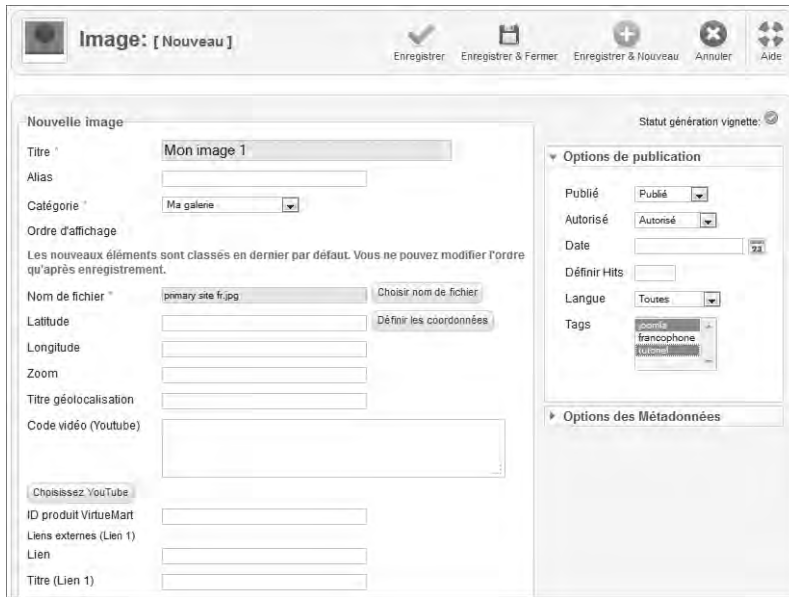 Image: [ Nouveau ]
Enregistrer
Enregistrer & Fermer
Enregistrer & Nouveau
Annuler
Aide
Nouvelle image
Titre *
Mon image 1
Alias
Catégorie *
Ma galerie
Ordre d'affichage
Les nouveaux éléments sont classés en dernier par défaut. Vous ne pouvez modifier l'ordre
qu'après enregistrement.
Nom de fichier *
primary site fr.jpg
Choisir nom de fichier
Latitude
Définir les coordonnées
Longitude
Zoom
Titre géolocalisation
Code vidéo (Youtube)
Choisissez YouTube
ID produit VirtueMart
Liens externes (Lien 1)
Lien
Titre (Lien 1)
Statut génération vignette:
Options de publication
Publié
Publié
Autorisé
Autorisé
Date
23
Définir Hits
Langue
Toutes
Tags
joomla
francophone
tutoriel
Options des Métadonnées